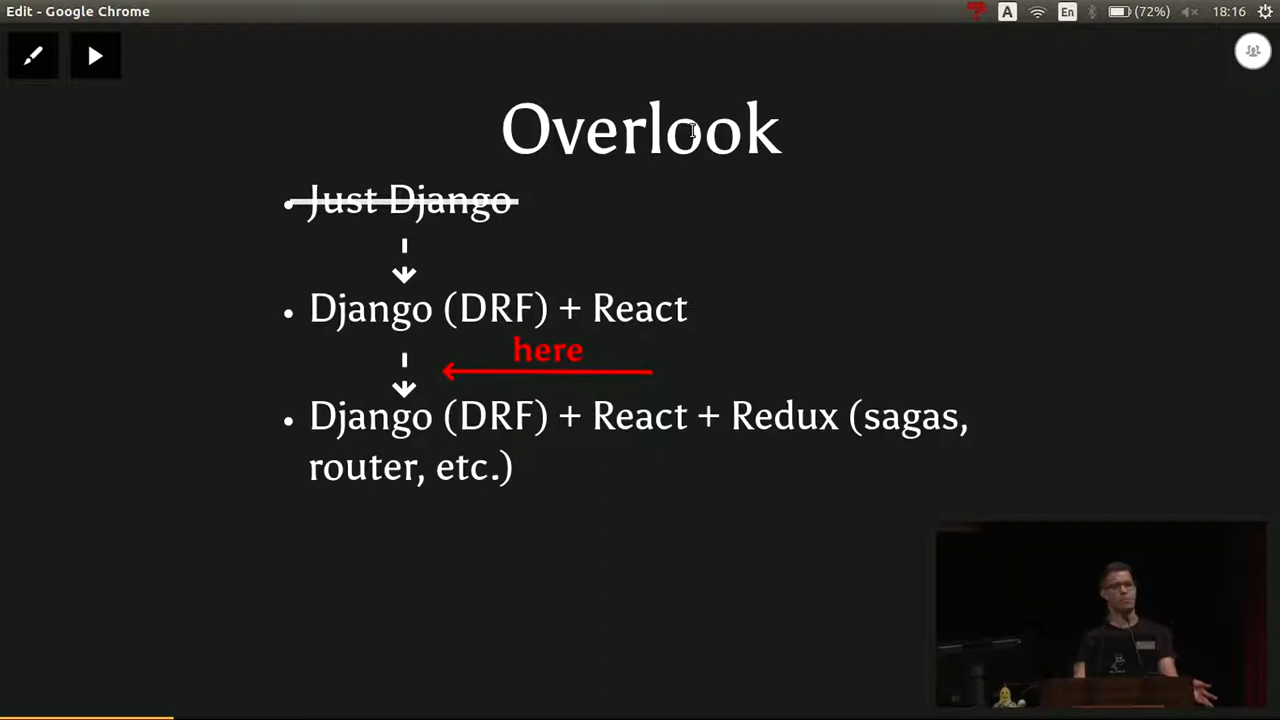 Edit - Google Chrome
A
En
(72%)
18:16
Overlook
• Just Django
• Django (DRF) + React
here
• Django (DRF) + React + Redux (sagas,
router, etc.)